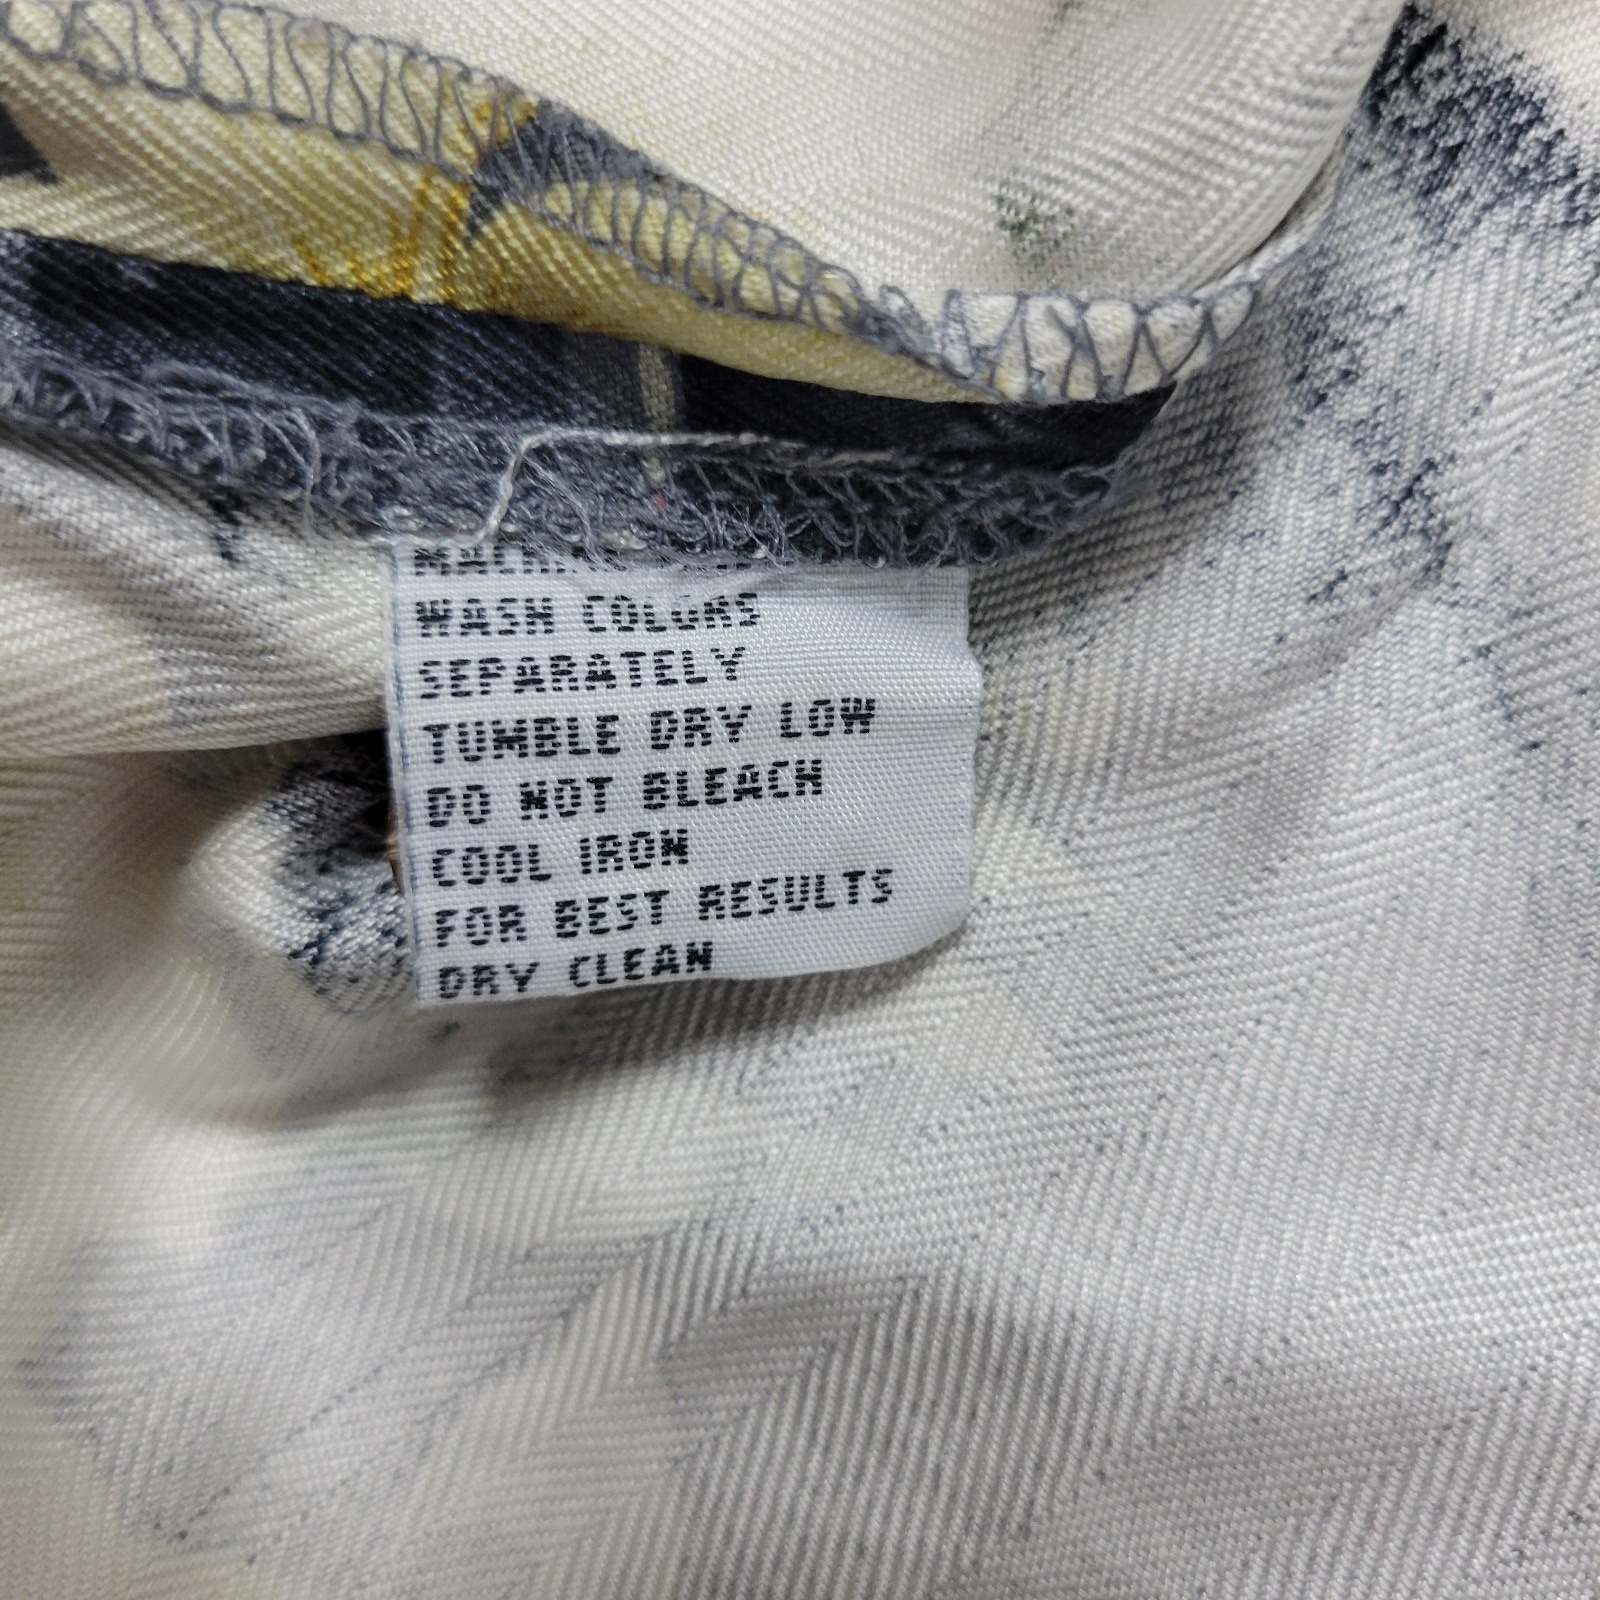 WASH COLORS
SEPARATELY
TUMBLE DRY LOW
DO NOT BLEACH
COOL IRON
FOR BEST RESULTS
DRY CLEAN